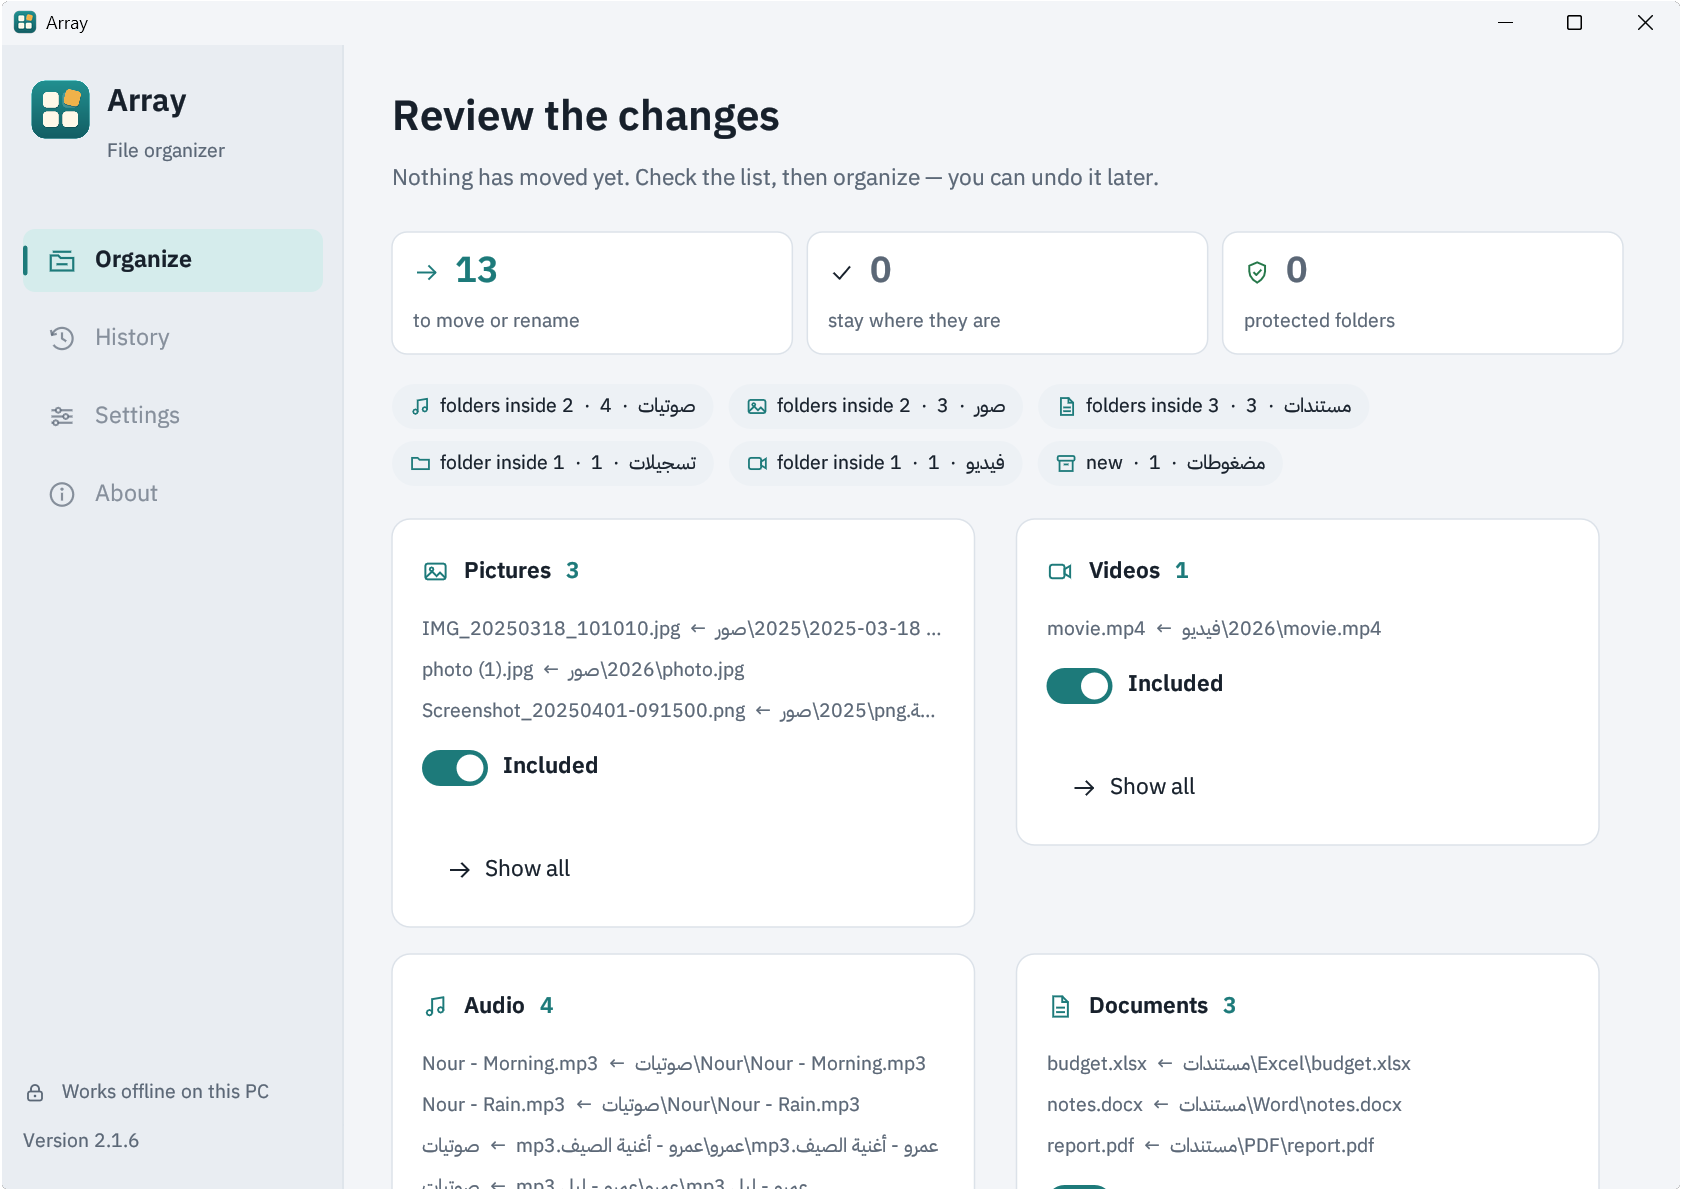 Array
Array
File organizer
Organize
History
Settings
About
Works offline on this PC
Version 2.1.6
Review the changes
Nothing has moved yet. Check the list, then organize — you can undo it later.
→ 13
to move or rename
0
stay where they are
0
protected folders
folders inside 2 · 4 · صوتيات
folders inside 2 · 3 · صور
folders inside 3 · 3 · مستندات
folder inside 1 · 1 · تسجيلات
folder inside 1 · 1 · فيديو
new · 1 · مضغوطات
Pictures 3
IMG_20250318_101010.jpg ← صور\2025\2025-03-18 ...
photo (1).jpg ← صور\2026\photo.jpg
Screenshot_20250401-091500.png ← صور\2025\png.ة...
Included
→ Show all
Videos 1
movie.mp4 ← فيديو\2026\movie.mp4
Included
→ Show all
Audio 4
Nour - Morning.mp3 ← صوتيات\Nour\Nour - Morning.mp3
Nour - Rain.mp3 ← صوتيات\Nour\Nour - Rain.mp3
عمرو - أغنية الصيف.mp3 ← صوتيات\عمرو\عمرو - أغنية الصيف.mp3
Documents 3
budget.xlsx ← مستندات\Excel\budget.xlsx
notes.docx ← مستندات\Word\notes.docx
report.pdf ← مستندات\PDF\report.pdf